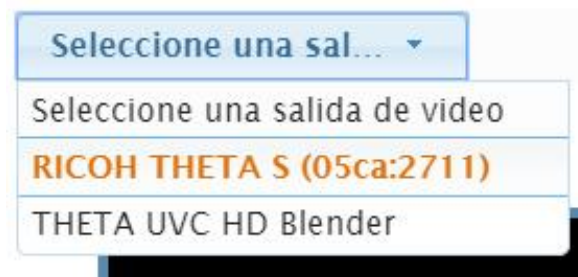 Seleccione una sal...
Seleccione una salida de video
RICOH THETA S (05ca:2711)
THETA UVC HD Blender